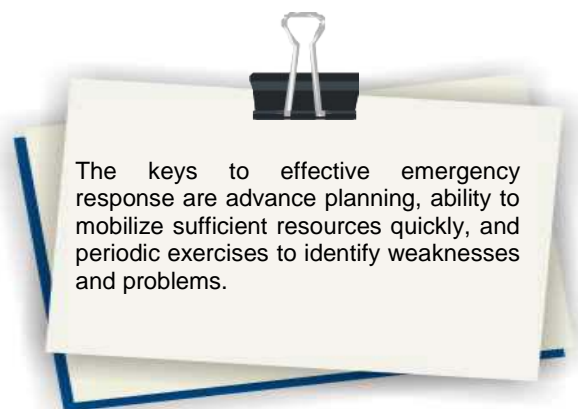 The keys to effective emergency
response are advance planning, ability to
mobilize sufficient resources quickly, and
periodic exercises to identify weaknesses
and problems.